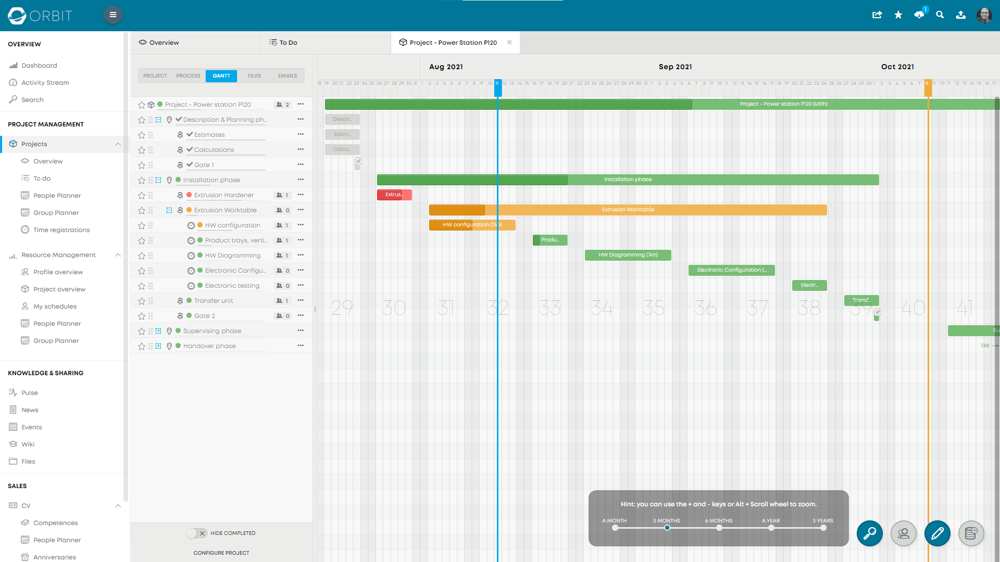 ORBIT
1
OVERVIEW
Dashboard
Activity Stream
Search
PROJECT MANAGEMENT
Projects
Overview
To do
People Planner
Group Planner
Time registrations
Resource Management
Profile overview
Project overview
My schedules
People Planner
Group Planner
KNOWLEDGE & SHARING
Pulse
News
Events
Wiki
Files
SALES
CV
Competences
People Planner
Anniversaries
Overview
To Do
Project - Power Station P120
PROJECT PROCESS GANTT FILES EMAILS
Aug 2021 Sep 2021 Oct 2021
18 19 20 21 22 23 24 25 26 27 28 29 30 31 1 2 3 4 5 6 7 8 9 10 11 12 13 14 15 16 17 18 19 20 21 22 23 24 25 26 27 28 29 30 31 1 2 3 4 5 6 7 8 9 10 11 12 13 14 15 16 17 18 19 20 21 22 23 24 25 26 27 28 29 30 1 2 3 4 5 6 7 8 9 10 11 12 13 14 15 16 17
Project - Power station P120 2
Project - Power station P120 (459h)
Description & Planning ph...
Descri...
Estimates
Estim...
Calculations
Calcu...
Gate 1
Installation phase
Installation phase
Extrusion Hardener 1
Extrus...
Extrusion Worktable 0
Extrusion Worktable
HW configuration 1
HW configuration (74h)
Product trays, verti... 1
Produ...
HW Diagramming 1
HW Diagramming (74h)
Electronic Configu... 0
Electronic Configuration (...
Electronic testing 0
Electr...
Transfer unit 1
Transf...
29 30 31 32 33 34 35 36 37 38 39 40 41
Gate 2 0
Supervising phase
Su
Handover phase
13d
HIDE COMPLETED
CONFIGURE PROJECT
Hint: you can use the + and - keys or Alt + Scroll wheel to zoom.
A MONTH 3 MONTHS 6 MONTHS A YEAR 3 YEARS